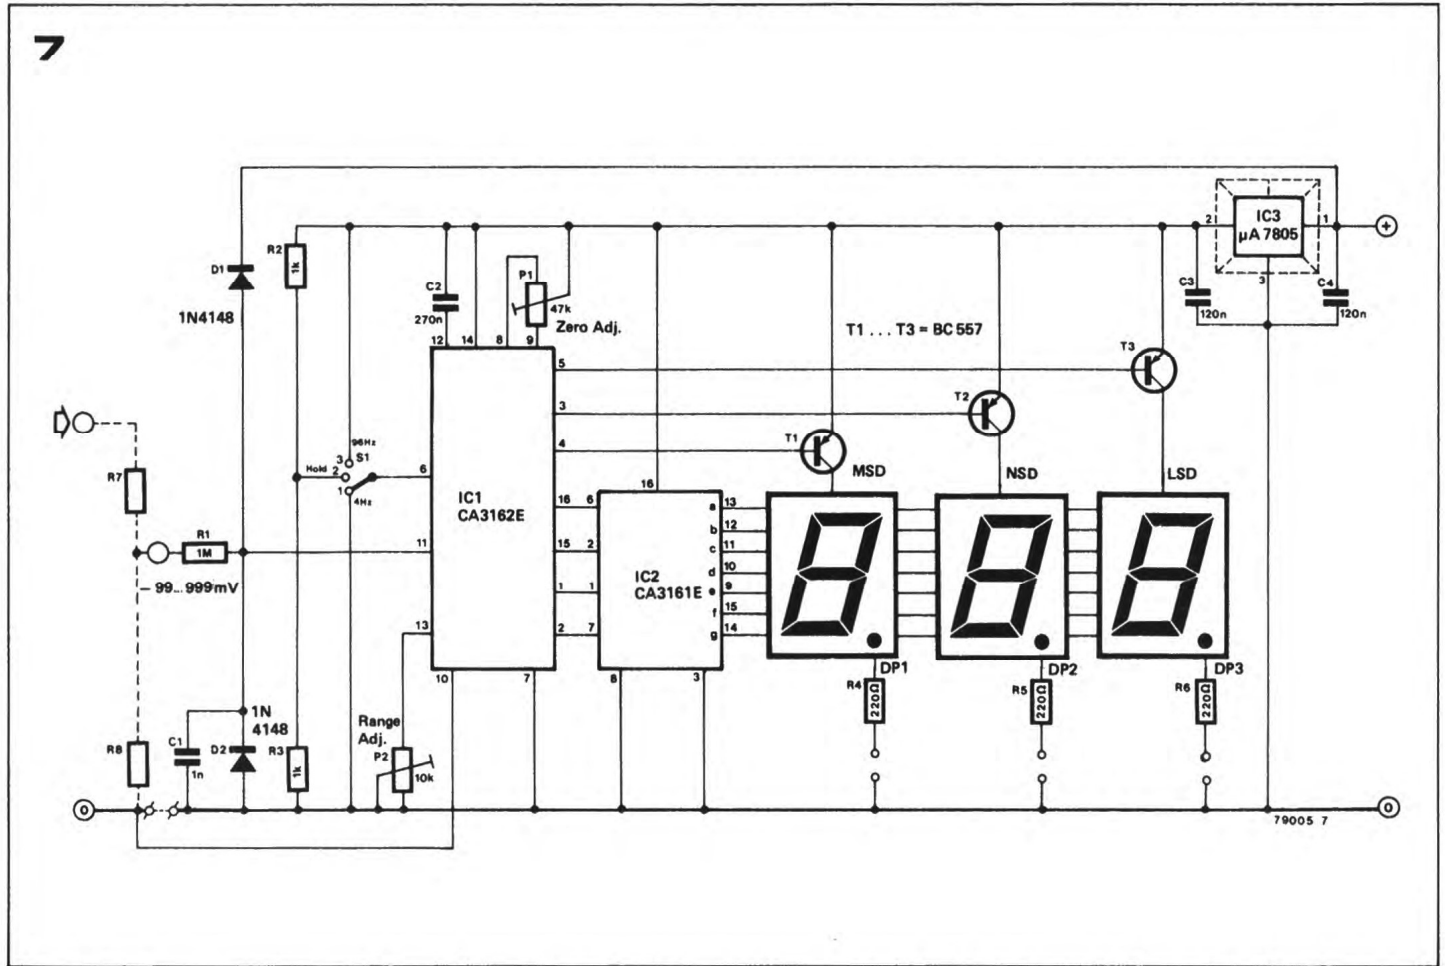 7
IC3
µA 7805
2
1
3
+
C3
120n
C4
120n
R2
1k
D1
1N4148
C2
270n
P1
47k
Zero Adj.
12
14
8
9
T1 . . . T3 = BC 557
T3
T2
T1
5
3
4
96Hz
3
S1
Hold
2
1
4Hz
6
IC1
CA3162E
MSD
NSD
LSD
R7
R1
1M
11
– 99...999mV
16
6
15
2
1
1
2
7
16
IC2
CA3161E
a
13
b
12
c
11
d
10
e
9
f
15
g
14
13
10
7
8
3
DP1
DP2
DP3
R4
220Ω
R5
220Ω
R6
220Ω
Range
Adj.
P2
10k
1N
4148
R8
C1
1n
D2
R3
1k
0
0
79005 7